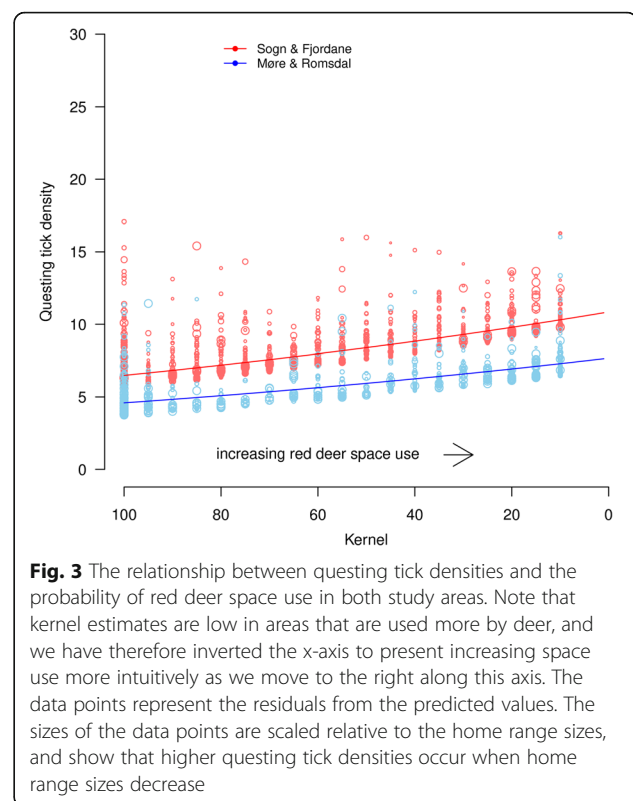 30
25
20
15
10
5
0
Questing tick density
Sogn & Fjordane
Møre & Romsdal
increasing red deer space use
100 80 60 40 20 0
Kernel
Fig. 3 The relationship between questing tick densities and the
probability of red deer space use in both study areas. Note that
kernel estimates are low in areas that are used more by deer, and
we have therefore inverted the x-axis to present increasing space
use more intuitively as we move to the right along this axis. The
data points represent the residuals from the predicted values. The
sizes of the data points are scaled relative to the home range sizes,
and show that higher questing tick densities occur when home
range sizes decrease